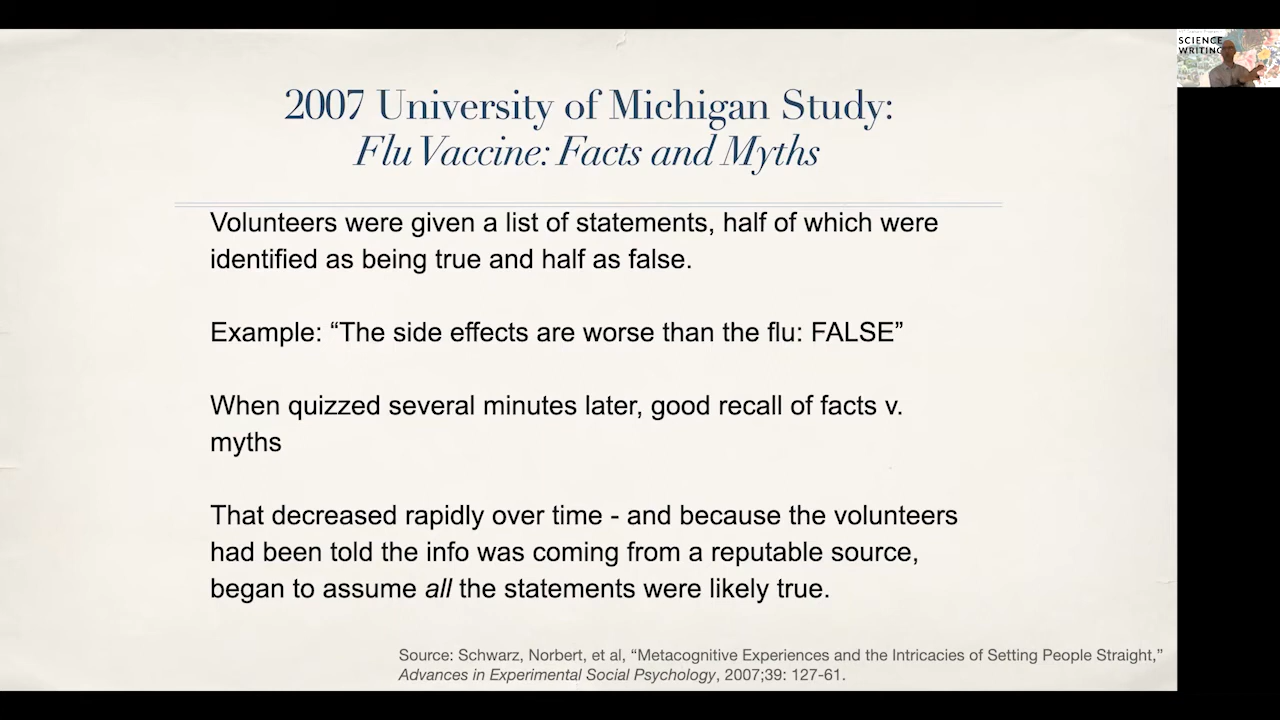 SCIENCE
WRITING
2007 University of Michigan Study:
Flu Vaccine: Facts and Myths
Volunteers were given a list of statements, half of which were
identified as being true and half as false.
Example: “The side effects are worse than the flu: FALSE”
When quizzed several minutes later, good recall of facts v.
myths
That decreased rapidly over time - and because the volunteers
had been told the info was coming from a reputable source,
began to assume all the statements were likely true.
Source: Schwarz, Norbert, et al, “Metacognitive Experiences and the Intricacies of Setting People Straight,”
Advances in Experimental Social Psychology, 2007;39: 127-61.